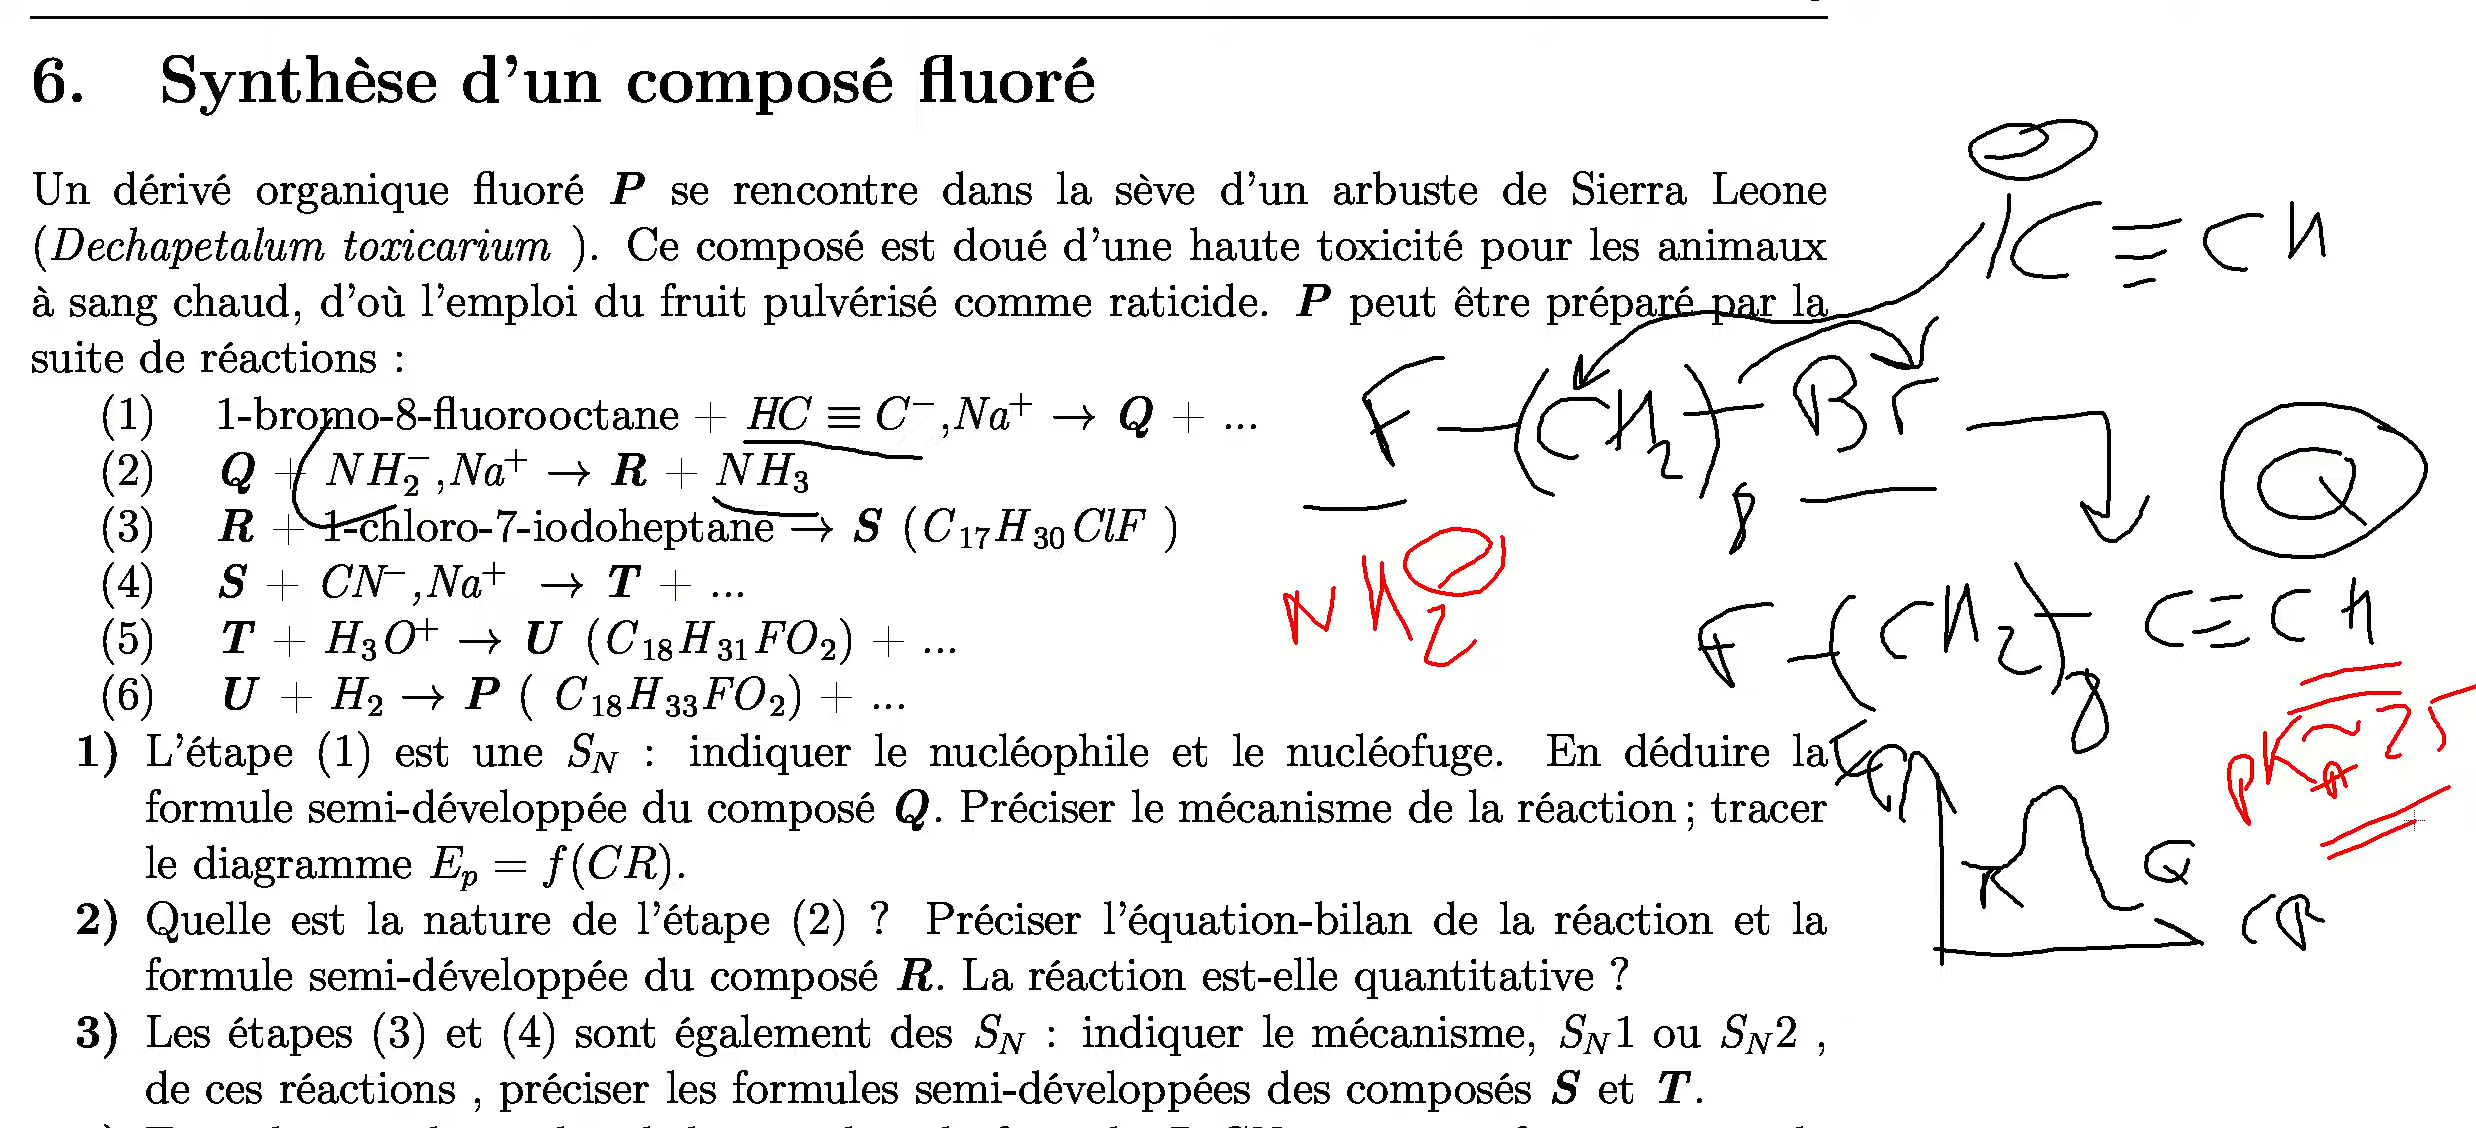 6. Synthèse d'un composé fluoré
Un dérivé organique fluoré P se rencontre dans la sève d'un arbuste de Sierra Leone
(Dechapetalum toxicarium ). Ce composé est doué d'une haute toxicité pour les animaux
à sang chaud, d'où l'emploi du fruit pulvérisé comme raticide. P peut être préparé par la
suite de réactions :
(1) 1-bromo-8-fluorooctane + HC ≡ C⁻,Na⁺ → Q + ...
(2) Q + NH₂⁻,Na⁺ → R + NH₃
(3) R + 1-chloro-7-iodoheptane → S (C₁₇H₃₀ClF )
(4) S + CN⁻,Na⁺ → T + ...
(5) T + H₃O⁺ → U (C₁₈H₃₁FO₂) + ...
(6) U + H₂ → P ( C₁₈H₃₃FO₂) + ...
1) L'étape (1) est une S_N : indiquer le nucléophile et le nucléofuge. En déduire la
formule semi-développée du composé Q. Préciser le mécanisme de la réaction ; tracer
le diagramme E_p = f(CR).
2) Quelle est la nature de l'étape (2) ? Préciser l'équation-bilan de la réaction et la
formule semi-développée du composé R. La réaction est-elle quantitative ?
3) Les étapes (3) et (4) sont également des S_N : indiquer le mécanisme, S_N1 ou S_N2 ,
de ces réactions , préciser les formules semi-développées des composés S et T.
|C≡CH
F-(CH₂)₈-Br
Q
NH₂⁻
F-(CH₂)₈-C≡CH
pKa ~ 25
Ep
R
Q
CR